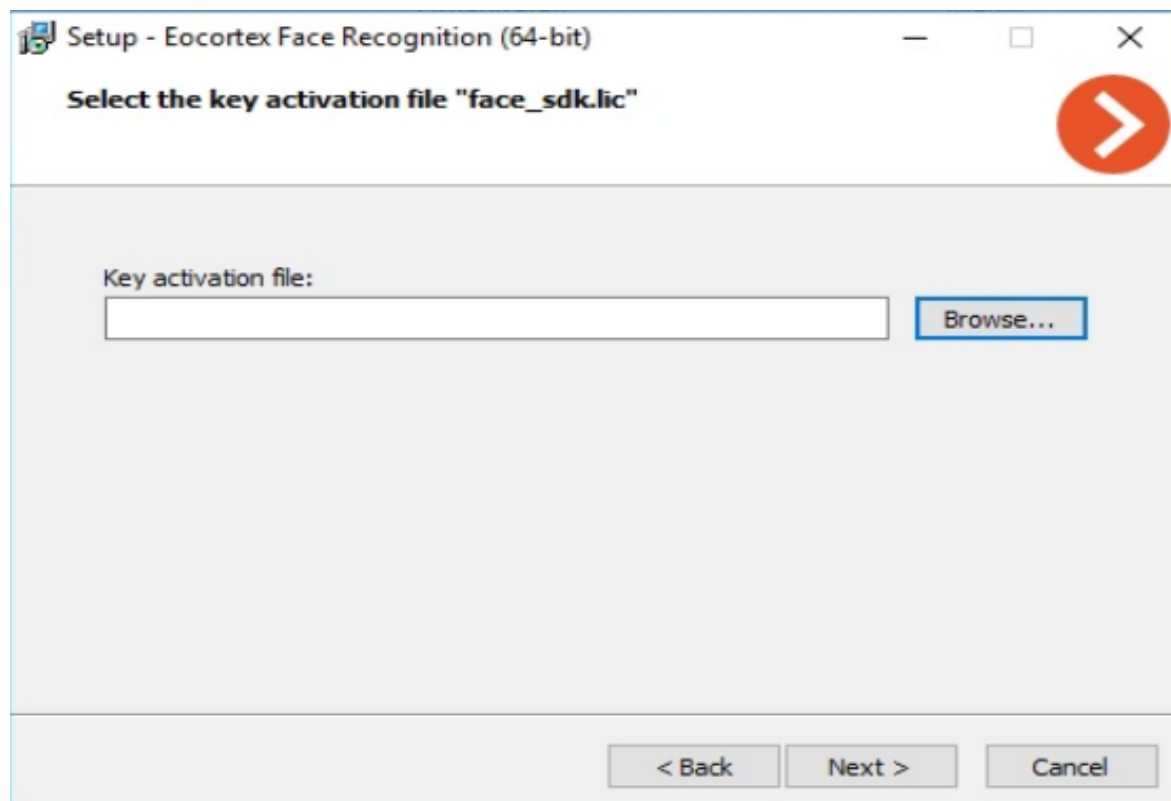 Setup - Eocortex Face Recognition (64-bit)
Select the key activation file "face_sdk.lic"
Key activation file:
Browse...
< Back
Next >
Cancel